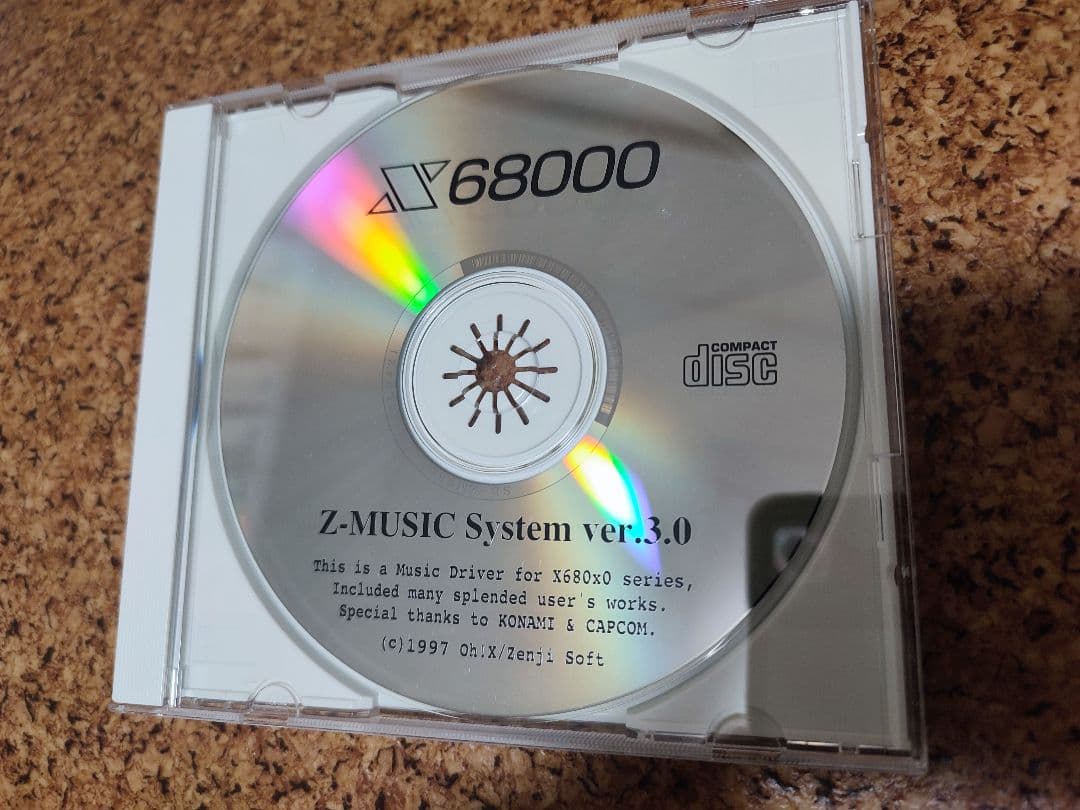 X68000
COMPACT
disc
Z-MUSIC System ver.3.0
This is a Music Driver for X680x0 series,
Included many splended user's works.
Special thanks to KONAMI & CAPCOM.
(c)1997 Oh!X/Zenji Soft